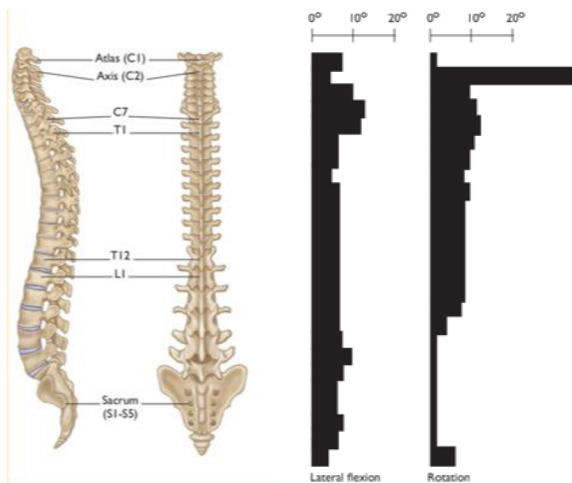 0° 10° 20°
0° 10° 20°
Atlas (C1)
Axis (C2)
C7
T1
T12
L1
Sacrum
(S1-S5)
Lateral flexion
Rotation